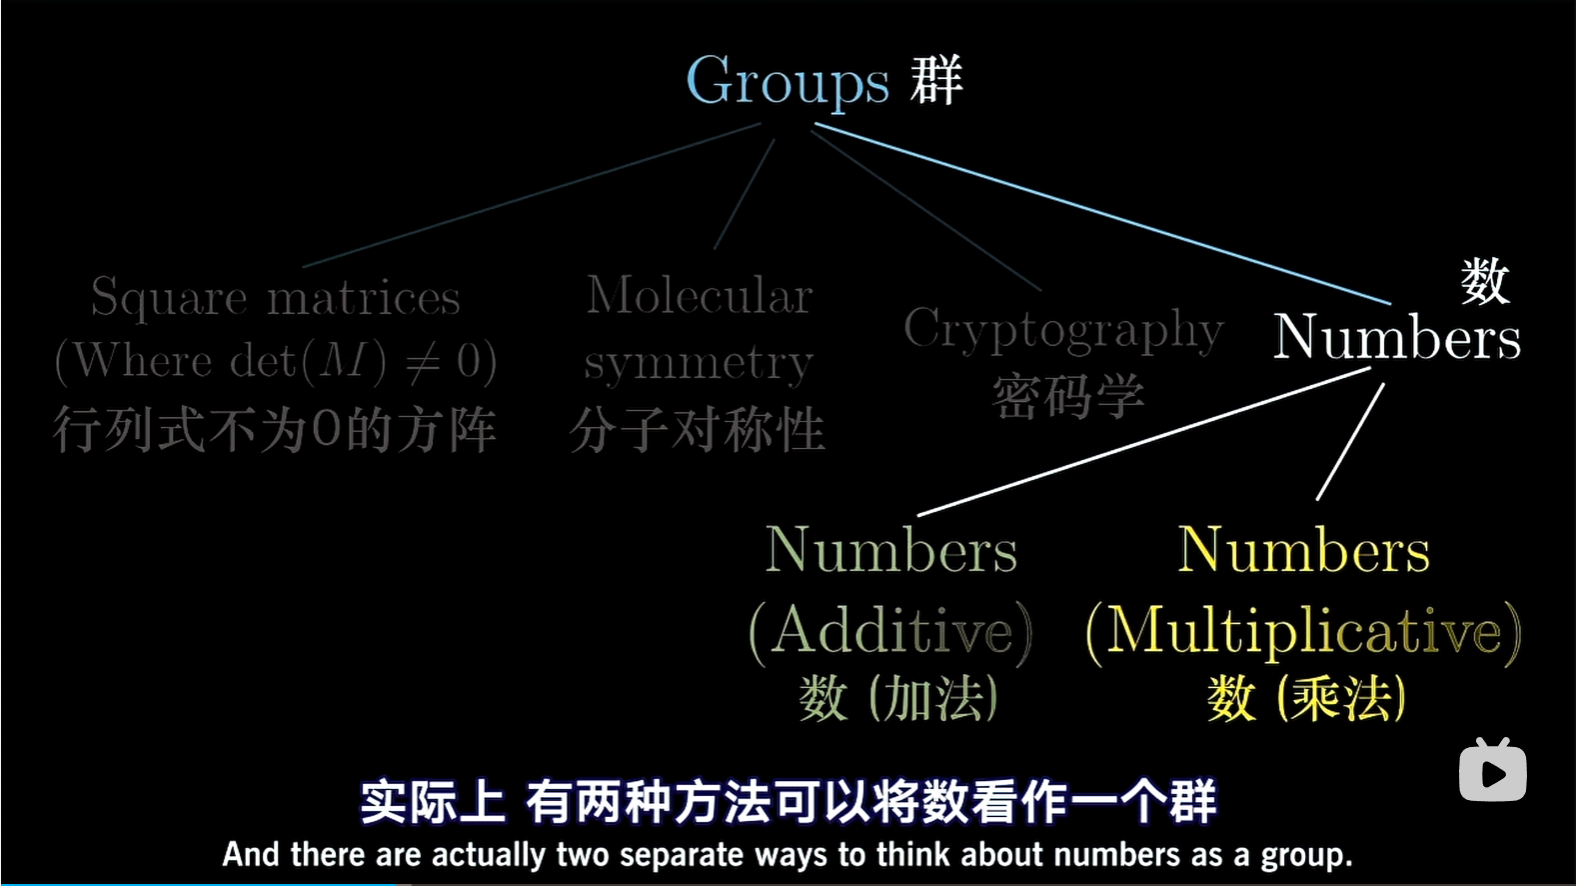 Groups 群
Square matrices
(Where det(M) ≠ 0)
行列式不为0的方阵
Molecular
symmetry
分子对称性
Cryptography
密码学
数
Numbers
Numbers
(Additive)
数 (加法)
Numbers
(Multiplicative)
数 (乘法)
实际上 有两种方法可以将数看作一个群
And there are actually two separate ways to think about numbers as a group.